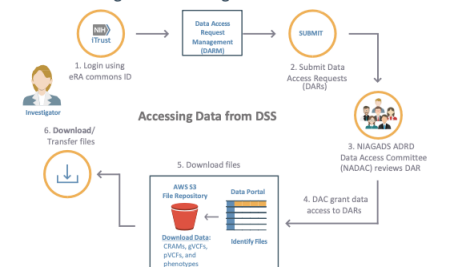 NIH
iTrust
Data Access
Request
Management
(DARM)
SUBMIT
1. Login using
eRA commons ID
2. Submit Data
Access Requests
(DARs)
Investigator
Accessing Data from DSS
3. NIAGADS ADRD
Data Access Committee
(NADAC) reviews DAR
6. Download/
Transfer files
5. Download files
AWS S3
File Repository
Data Portal
4. DAC grant data
access to DARs
Download Data:
CRAMs, gVCFs,
pVCFs, and
phenotypes
Identify Files